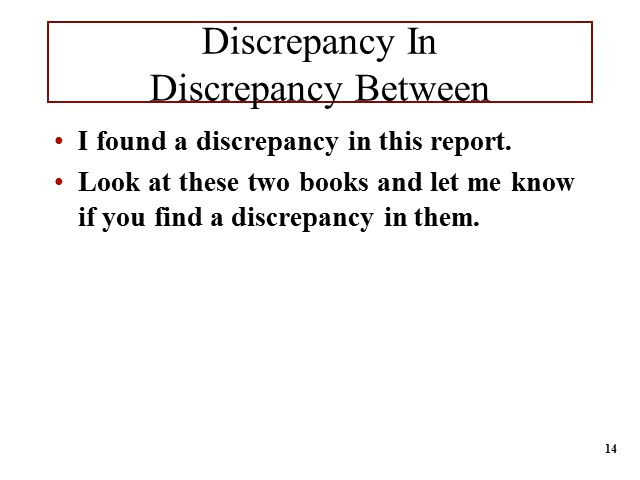 Discrepancy In
Discrepancy Between
• I found a discrepancy in this report.
• Look at these two books and let me know
if you find a discrepancy in them.
14